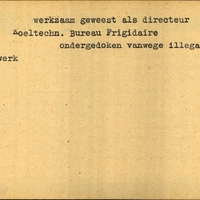 werkzaam geweest als directeur
Koeltechn. Bureau Frigidaire
ondergedoken vanwege illega
werk